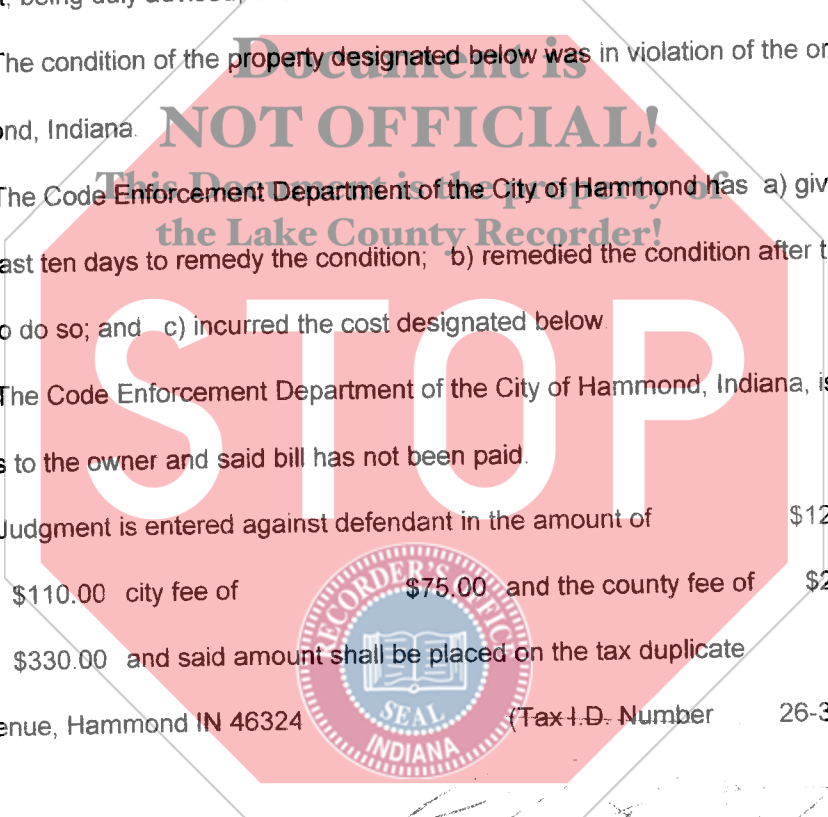 being duly advised,
The condition of the property designated below was in violation of the or
ond, Indiana.
The Code Enforcement Department of the City of Hammond has a) giv
ast ten days to remedy the condition; b) remedied the condition after t
o do so; and c) incurred the cost designated below.
The Code Enforcement Department of the City of Hammond, Indiana, is
s to the owner and said bill has not been paid.
Judgment is entered against defendant in the amount of $12
$110.00 city fee of $75.00 and the county fee of $2
$330.00 and said amount shall be placed on the tax duplicate
enue, Hammond IN 46324 (Tax I.D. Number 26-3
Document is
NOT OFFICIAL!
This Document is the property of
the Lake County Recorder!
STOP
RECORDER'S OFFIC
SEAL
INDIANA